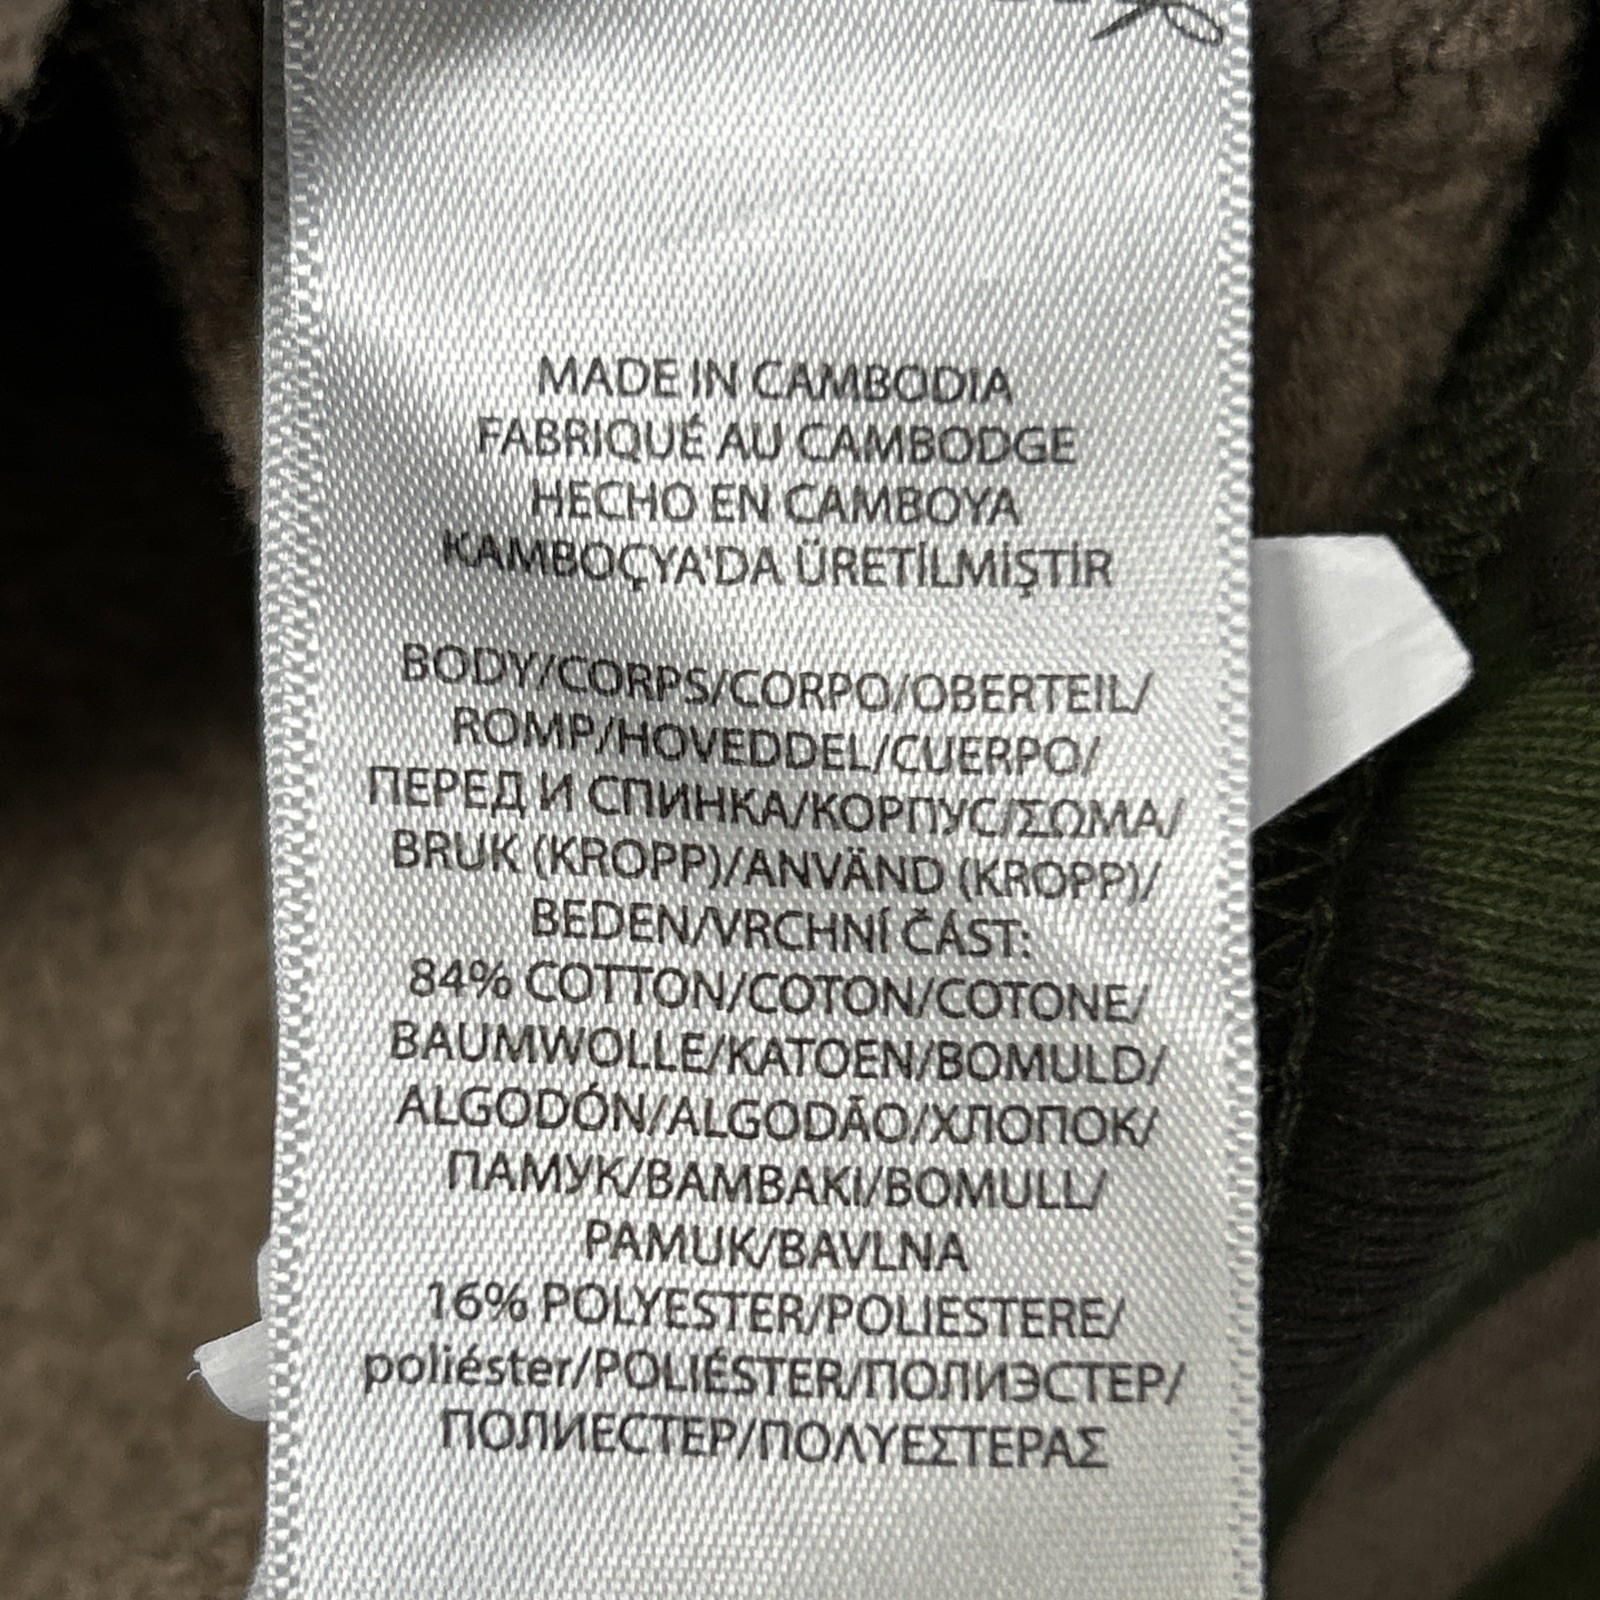 MADE IN CAMBODIA
FABRIQUÉ AU CAMBODGE
HECHO EN CAMBOYA
KAMBOÇYA'DA ÜRETİLMİŞTİR
BODY/CORPS/CORPO/OBERTEIL/
ROMP/HOVEDDEL/CUERPO/
ПЕРЕД И СПИНКА/КОРПУС/ΣΩΜΑ/
BRUK (KROPP)/ANVÄND (KROPP)/
BEDEN/VRCHNÍ ČÁST:
84% COTTON/COTON/COTONE/
BAUMWOLLE/KATOEN/BOMULD/
ALGODÓN/ALGODÃO/ХЛОПОК/
ПАМУК/ΒΑΜΒΑΚΙ/BOMULL/
PAMUK/BAVLNA
16% POLYESTER/POLIESTERE/
poliéster/POLIÉSTER/ПОЛИЭСТЕР/
ПОЛИЕСТЕР/ΠΟΛΥΕΣΤΕΡΑΣ